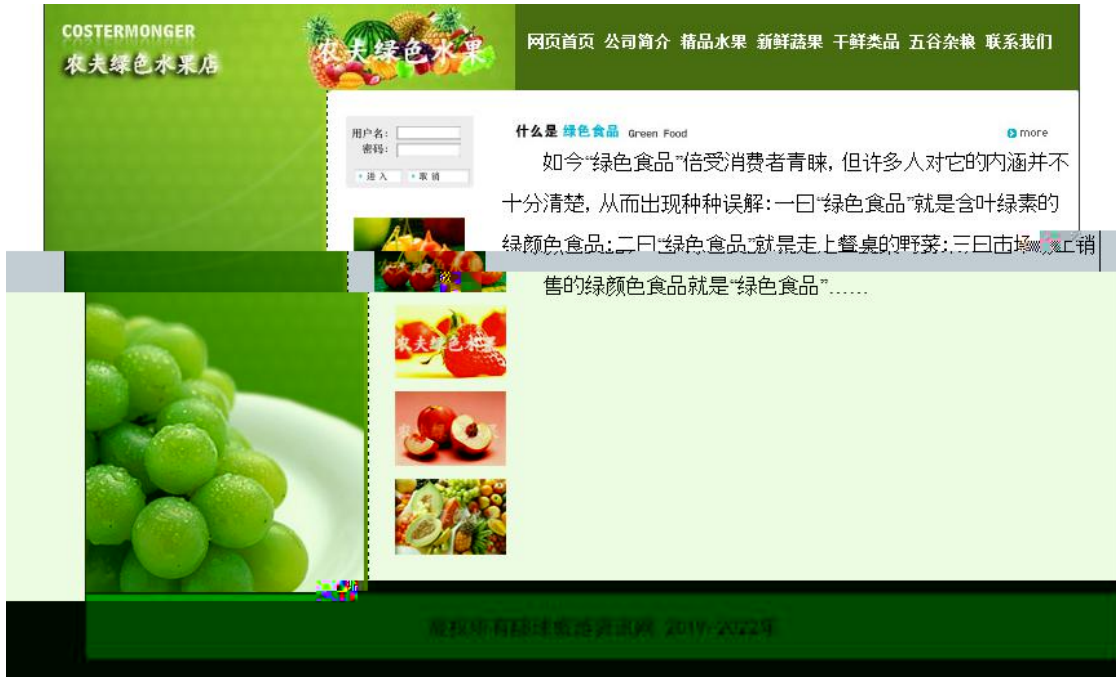 COSTERMONGER
农夫绿色水果店
农夫绿色水果
网页首页 公司简介 精品水果 新鲜蔬果 干鲜类品 五谷杂粮 联系我们
用户名：
密码：
进入 取消
什么是 绿色食品 Green Food
more
如今“绿色食品”倍受消费者青睐，但许多人对它的内涵并不
十分清楚，从而出现种种误解：一曰“绿色食品”就是含叶绿素的
绿颜色食品；二曰“绿色食品”就是走上餐桌的野菜；三曰市场上销
售的绿颜色食品就是“绿色食品”……
农夫绿色水果
2019-2022年